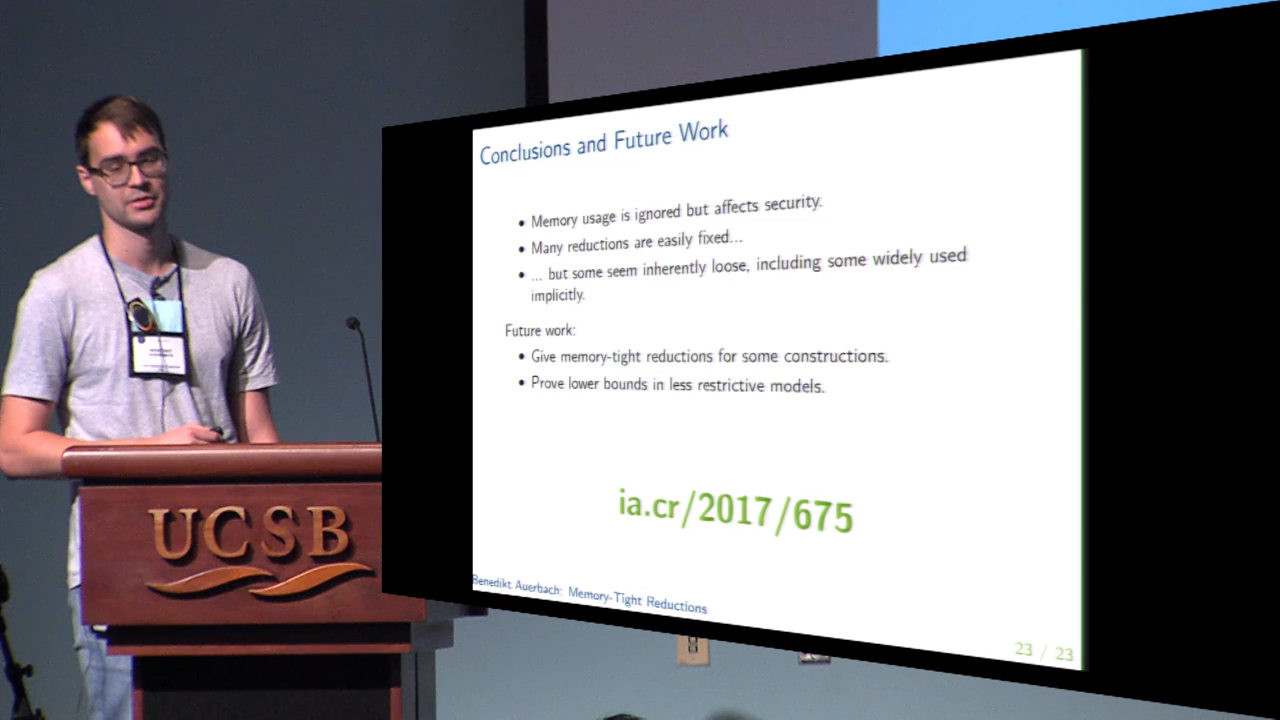 Conclusions and Future Work
• Memory usage is ignored but affects security.
• Many reductions are easily fixed...
• ... but some seem inherently loose, including some widely used
implicitly.
Future work:
• Give memory-tight reductions for some constructions.
• Prove lower bounds in less restrictive models.
ia.cr/2017/675
Benedikt Auerbach: Memory-Tight Reductions
23 / 23
UCSB